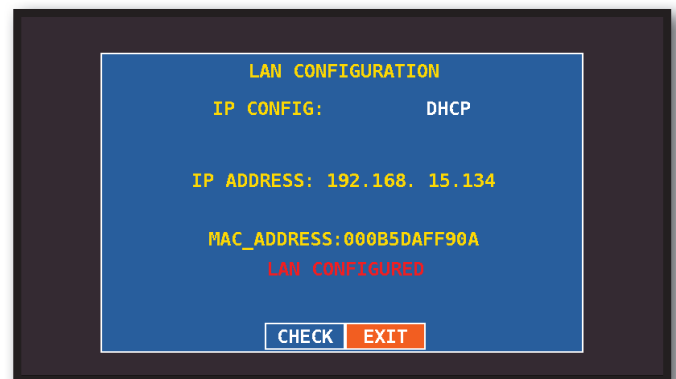 LAN CONFIGURATION
IP CONFIG: DHCP
IP ADDRESS: 192.168. 15.134
MAC_ADDRESS:000B5DAFF90A
LAN CONFIGURED
CHECK EXIT